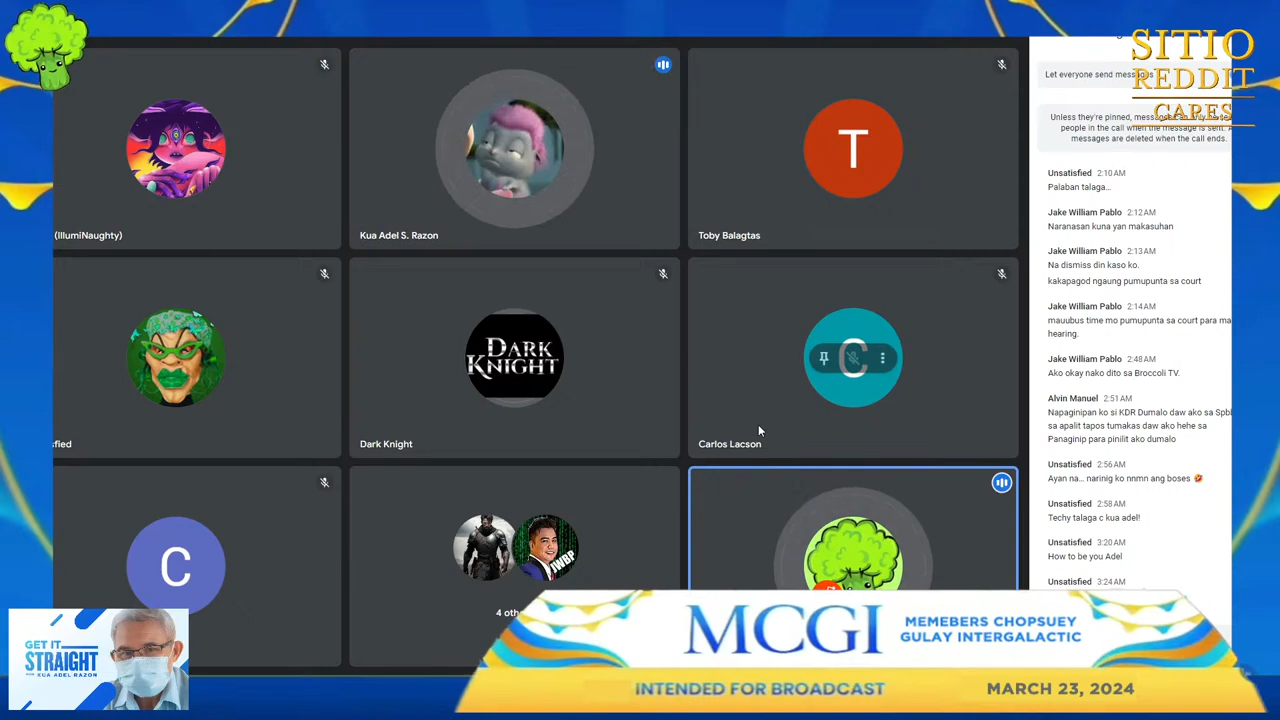 SITIO
REDDIT
CARES
Let everyone send messages
Unless they're pinned, messages can only be
people in the call when the message is sent.
messages are deleted when the call ends.
(IllumiNaughty)
Kua Adel S. Razon
T
Toby Balagtas
fied
DARK
KNIGHT
Dark Knight
C
Carlos Lacson
C
JWBP
4 oth
Unsatisfied 2:10 AM
Palaban talaga...
Jake William Pablo 2:12 AM
Naranasan kuna yan makasuhan
Jake William Pablo 2:13 AM
Na dismiss din kaso ko.
kakapagod ngaung pumupunta sa court
Jake William Pablo 2:14 AM
mauubus time mo pumupunta sa court para ma
hearing.
Jake William Pablo 2:48 AM
Ako okay nako dito sa Broccoli TV.
Alvin Manuel 2:51 AM
Napaginipan ko si KDR Dumalo daw ako sa Spb
sa apalit tapos tumakas daw ako hehe sa
Panaginip para pinilit ako dumalo
Unsatisfied 2:56 AM
Ayan na... narinig ko nnmn ang boses 🤣
Unsatisfied 2:58 AM
Techy talaga c kua adel!
Unsatisfied 3:20 AM
How to be you Adel
Unsatisfied 3:24 AM
GET IT
STRAIGHT
KUA ADEL RAZON
MCGI
MEMEBERS CHOPSUEY
GULAY INTERGALACTIC
INTENDED FOR BROADCAST
MARCH 23, 2024